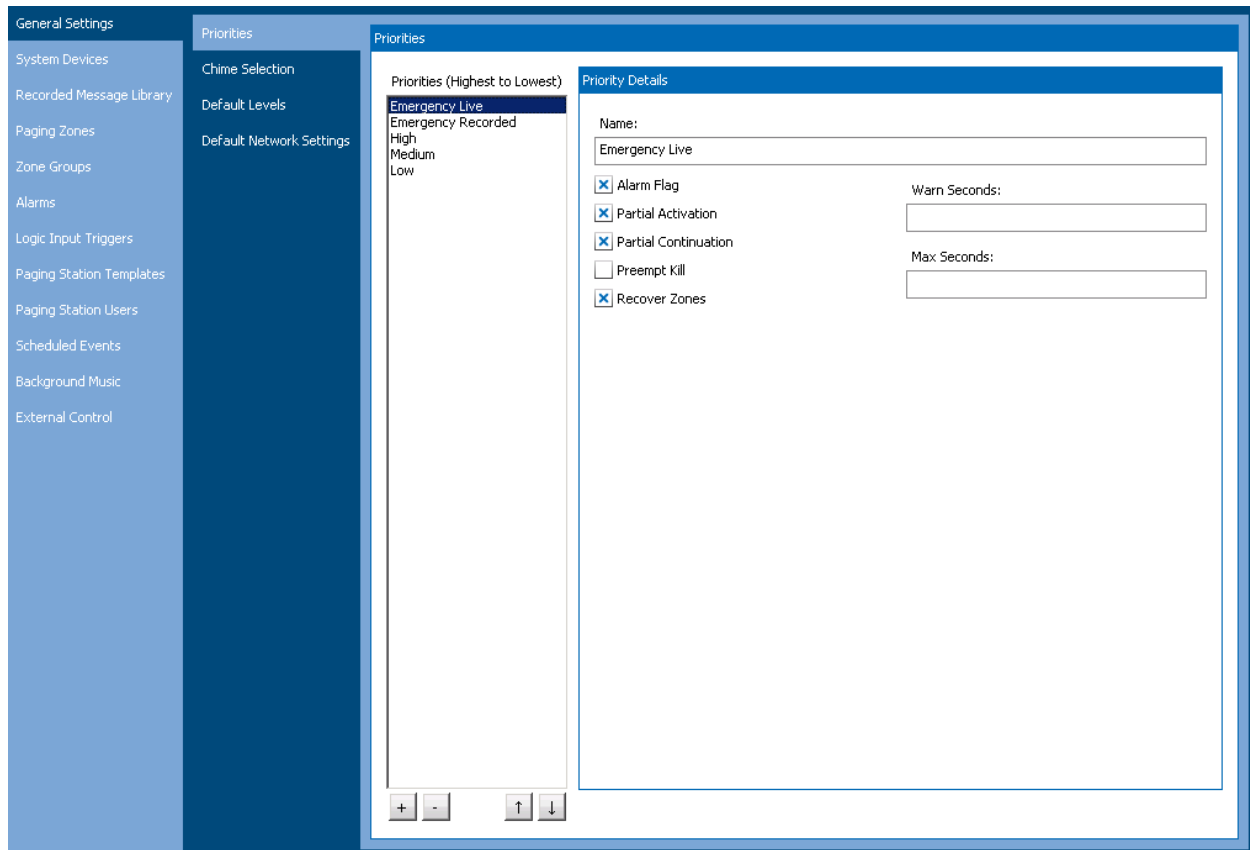 General Settings
System Devices
Recorded Message Library
Paging Zones
Zone Groups
Alarms
Logic Input Triggers
Paging Station Templates
Paging Station Users
Scheduled Events
Background Music
External Control
Priorities
Chime Selection
Default Levels
Default Network Settings
Priorities
Priorities (Highest to Lowest)
Emergency Live
Emergency Recorded
High
Medium
Low
+ - ↑ ↓
Priority Details
Name:
Emergency Live
Alarm Flag
Partial Activation
Partial Continuation
Preempt Kill
Recover Zones
Warn Seconds:
Max Seconds: